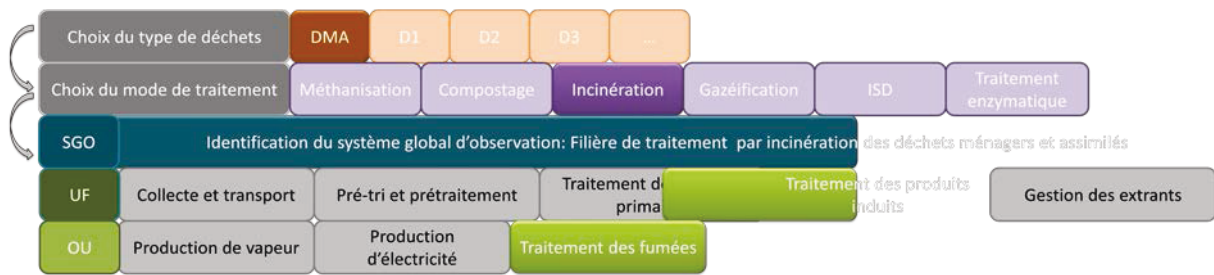 Choix du type de déchets DMA D1 D2 D3 ...
Choix du mode de traitement Méthanisation Compostage Incinération Gazéification ISD Traitement
enzymatique
SGO Identification du système global d'observation: Filière de traitement par incinération des déchets ménagers et assimilés
UF Collecte et transport Pré-tri et prétraitement Traitement de
prima
Traitement des produits
induits
Gestion des extrants
OU Production de vapeur Production
d'électricité
Traitement des fumées